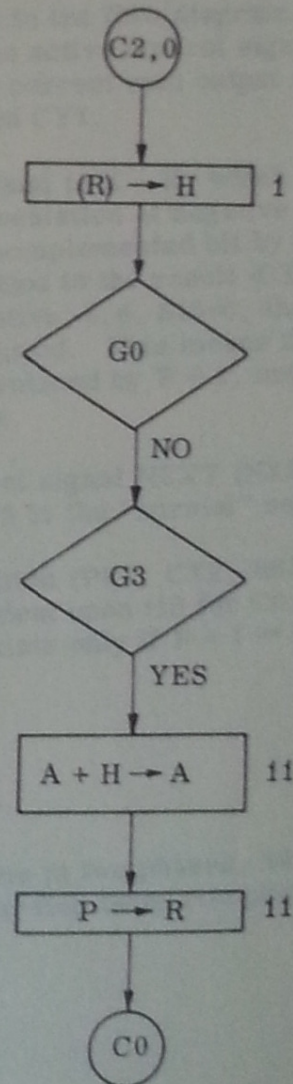 C2,0
(R) → H 1
G0
NO
G3
YES
A + H → A 11
P → R 11
C0